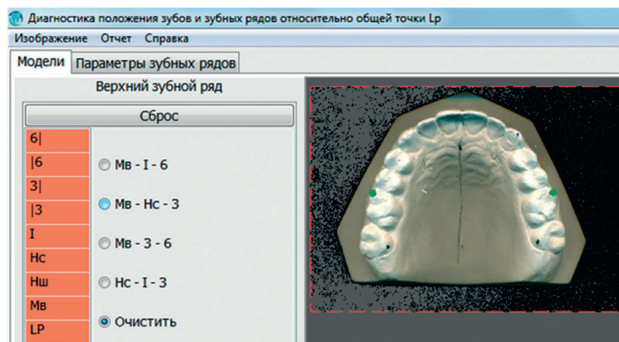 Диагностика положения зубов и зубных рядов относительно общей точки Lp
Изображение Отчет Справка
Модели Параметры зубных рядов
Верхний зубной ряд
Сброс
6|
|6
3|
|3
I
Нс
Нш
Мв
LP
Мв - I - 6
Мв - Нс - 3
Мв - 3 - 6
Нс - I - 3
Очистить